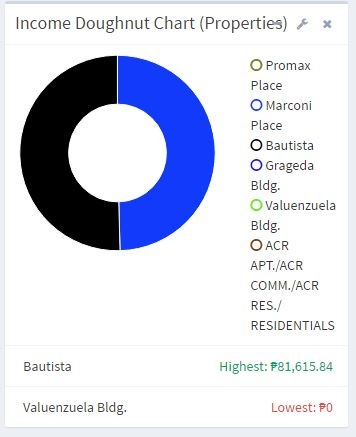 Income Doughnut Chart (Properties)
Promax
Place
Marconi
Place
Bautista
Grageda
Bldg.
Valuenzuela
Bldg.
ACR
APT./ACR
COMM./ACR
RES./
RESIDENTIALS
Bautista Highest: ₱81,615.84
Valuenzuela Bldg. Lowest: ₱0